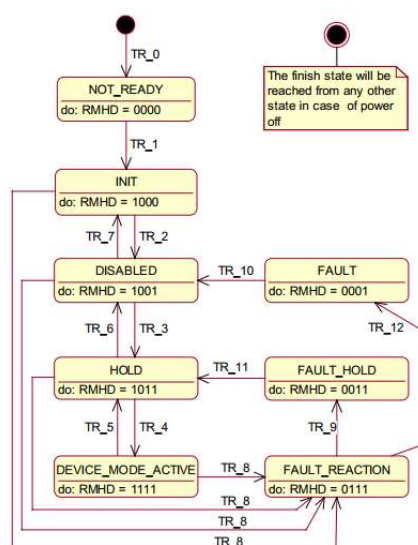 TR_0
NOT_READY
do: RMHD = 0000
The finish state will be
reached from any other
state in case of power
off
TR_1
INIT
do: RMHD = 1000
TR_7
TR_2
DISABLED
do: RMHD = 1001
TR_10
FAULT
do: RMHD = 0001
TR_6
TR_3
TR_12
HOLD
do: RMHD = 1011
TR_11
FAULT_HOLD
do: RMHD = 0011
TR_5
TR_4
TR_9
DEVICE_MODE_ACTIVE
do: RMHD = 1111
TR_8
FAULT_REACTION
do: RMHD = 0111
TR_8
TR_8
TR_8